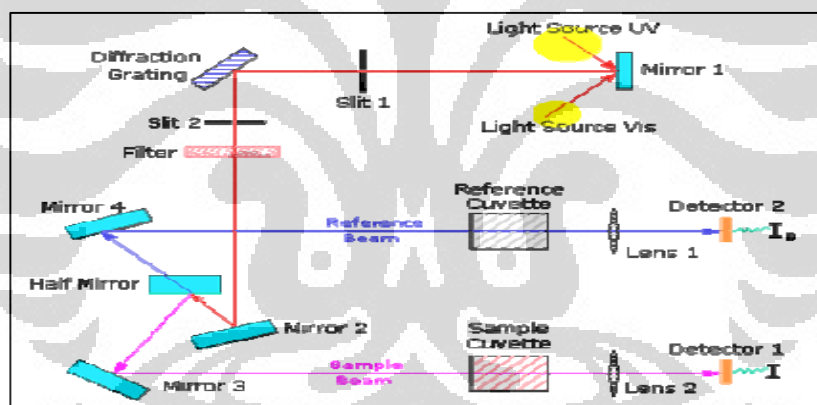 Light Source UV
Diffraction
Grating
Mirror 1
Slit 1
Light Source Vis
Slit 2
Filter
Mirror 4
Reference
Beam
Reference
Cuvette
Detector 2
I₀
Lens 1
Half Mirror
Mirror 2
Mirror 3
Sample
Beam
Sample
Cuvette
Detector 1
I
Lens 2